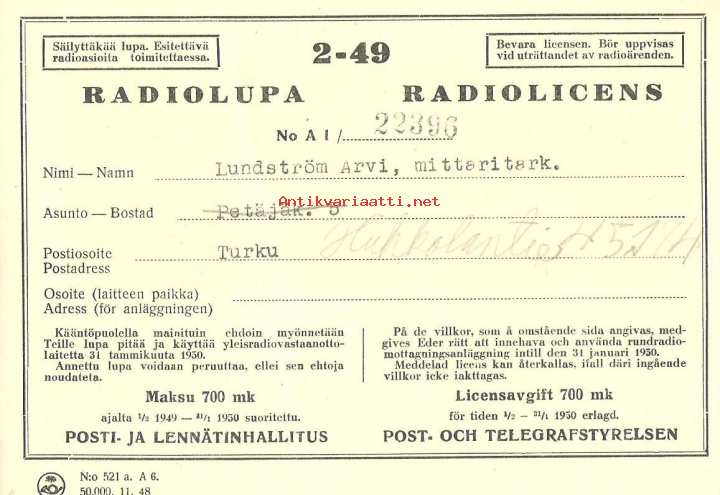 Säilyttäkää lupa. Esitettävä
radioasioita toimitettaessa.
2-49
Bevara licensen. Bör uppvisas
vid uträttandet av radioärenden.
RADIOLUPA RADIOLICENS
No A I/ 22396
Nimi — Namn Lundström Arvi, mittaritark.
Antikvariaatti.net
Asunto — Bostad Petäjäk. 5
Postiosoite Turku
Postadress
Osoite (laitteen paikka)
Adress (för anläggningen)
Kääntöpuolella mainituin ehdoin myönnetään
Teille lupa pitää ja käyttää yleisradiovastaanotto-
laitetta 31 tammikuuta 1950.
Annettu lupa voidaan peruuttaa, ellei sen ehtoja
noudateta.
Maksu 700 mk
ajalta 1/2 1949 — 31/1 1950 suoritettu.
POSTI- JA LENNÄTINHALLITUS
På de villkor, som å omstående sida angivas, med-
gives Eder rätt att innehava och använda rundradio-
mottagningsanläggning intill den 31 januari 1950.
Meddelad licens kan återkallas, ifall däri ingående
villkor icke iakttagas.
Licensavgift 700 mk
för tiden 1/2 – 31/1 1950 erlagd.
POST- OCH TELEGRAFSTYRELSEN
N:o 521 a. A 6.
50.000. 11. 48